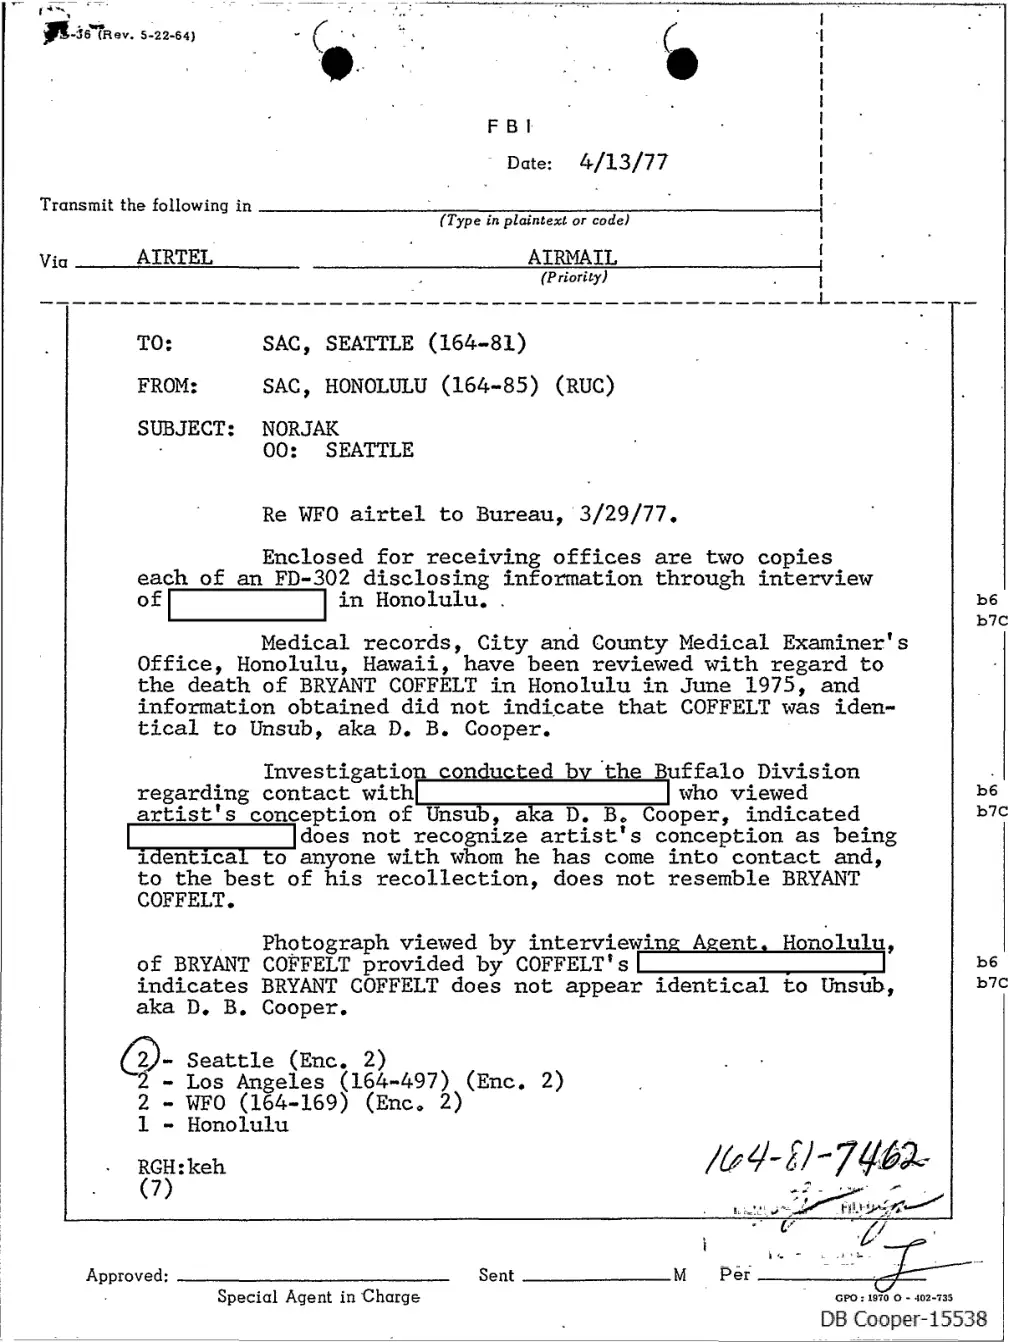 -36 (Rev. 5-22-64)
F B I
Date: 4/13/77
Transmit the following in
(Type in plaintext or code)
Via AIRTEL AIRMAIL
(Priority)
TO: SAC, SEATTLE (164-81)
FROM: SAC, HONOLULU (164-85) (RUC)
SUBJECT: NORJAK
OO: SEATTLE
Re WFO airtel to Bureau, 3/29/77.
Enclosed for receiving offices are two copies
each of an FD-302 disclosing information through interview
of in Honolulu.
b6
b7C
Medical records, City and County Medical Examiner's
Office, Honolulu, Hawaii, have been reviewed with regard to
the death of BRYANT COFFELT in Honolulu in June 1975, and
information obtained did not indicate that COFFELT was iden-
tical to Unsub, aka D. B. Cooper.
Investigation conducted by the Buffalo Division
regarding contact with who viewed
b6
artist's conception of Unsub, aka D. B. Cooper, indicated
b7C
does not recognize artist's conception as being
identical to anyone with whom he has come into contact and,
to the best of his recollection, does not resemble BRYANT
COFFELT.
Photograph viewed by interviewing Agent, Honolulu,
of BRYANT COFFELT provided by COFFELT's
b6
indicates BRYANT COFFELT does not appear identical to Unsub,
b7C
aka D. B. Cooper.
2 - Seattle (Enc. 2)
2 - Los Angeles (164-497) (Enc. 2)
2 - WFO (164-169) (Enc. 2)
1 - Honolulu
RGH:keh
(7)
164-81-7462
Approved: Sent M Per
Special Agent in Charge
GPO : 1970 O - 402-735
DB Cooper-15538